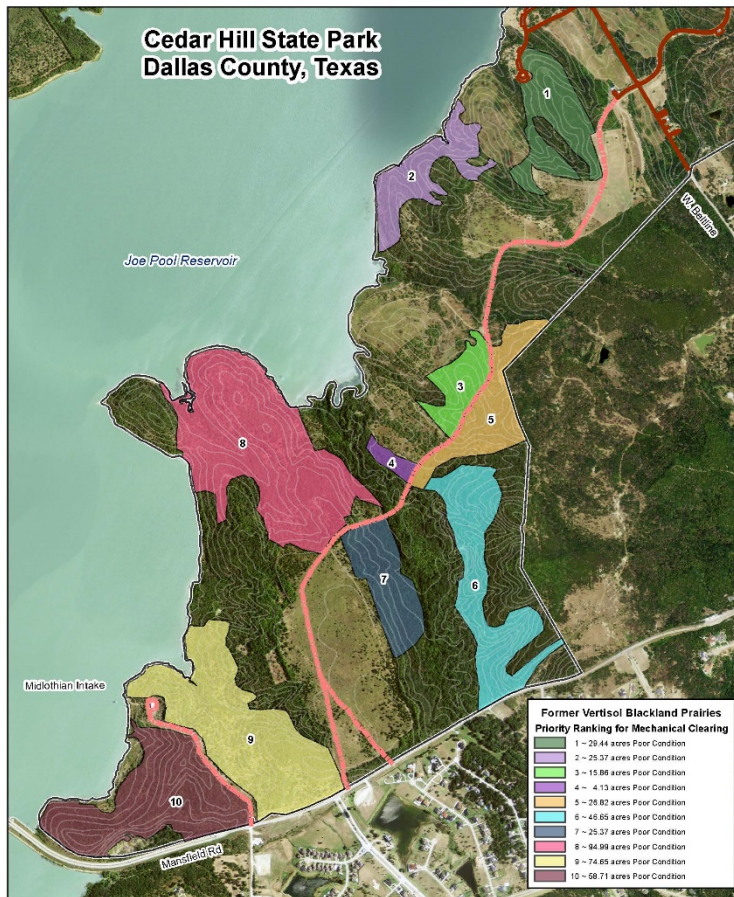 Cedar Hill State Park
Dallas County, Texas
1
2
W. Beltline
Joe Pool Reservoir
3
5
8
4
6
7
Midlothian Intake
9
10
Mansfield Rd
Former Vertisol Blackland Prairies
Priority Ranking for Mechanical Clearing
1 ~ 29.44 acres Poor Condition
2 ~ 25.37 acres Poor Condition
3 ~ 15.86 acres Poor Condition
4 ~ 4.13 acres Poor Condition
5 ~ 26.82 acres Poor Condition
6 ~ 46.65 acres Poor Condition
7 ~ 25.37 acres Poor Condition
8 ~ 94.99 acres Poor Condition
9 ~ 74.65 acres Poor Condition
10 ~ 58.71 acres Poor Condition